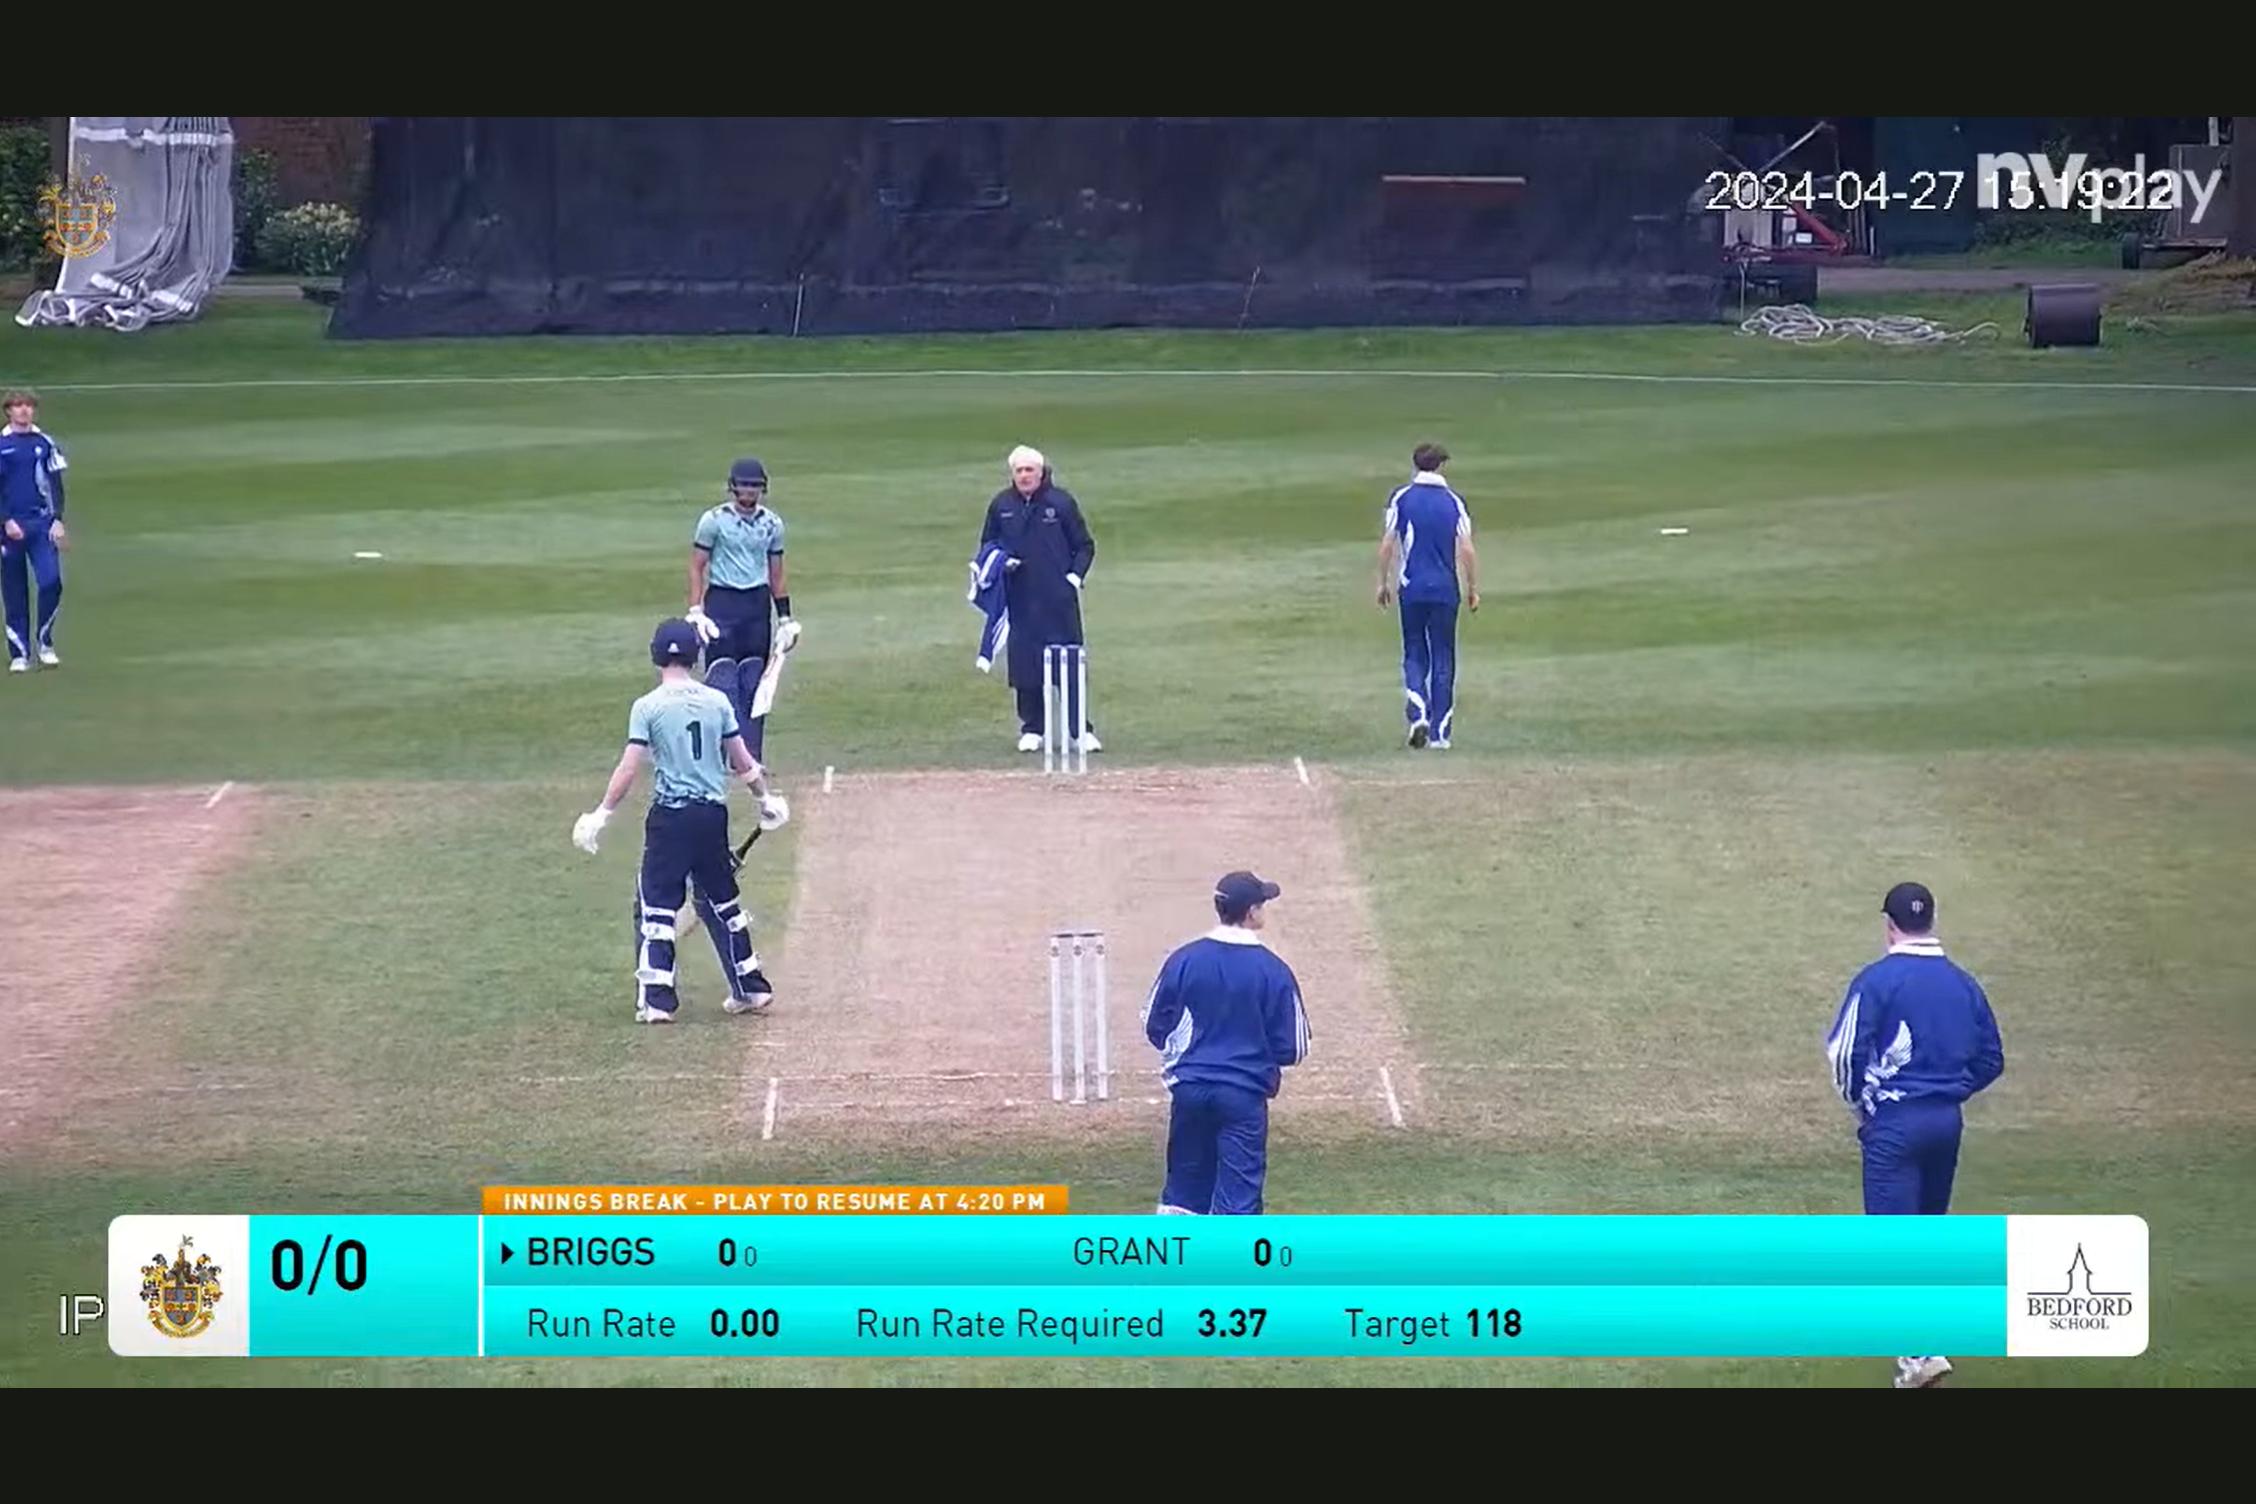 2024-04-27 15:19:22
nvplay
1
INNINGS BREAK - PLAY TO RESUME AT 4:20 PM
0/0
BRIGGS 0 0
GRANT 0 0
IP
Run Rate 0.00 Run Rate Required 3.37 Target 118
BEDFORD
SCHOOL